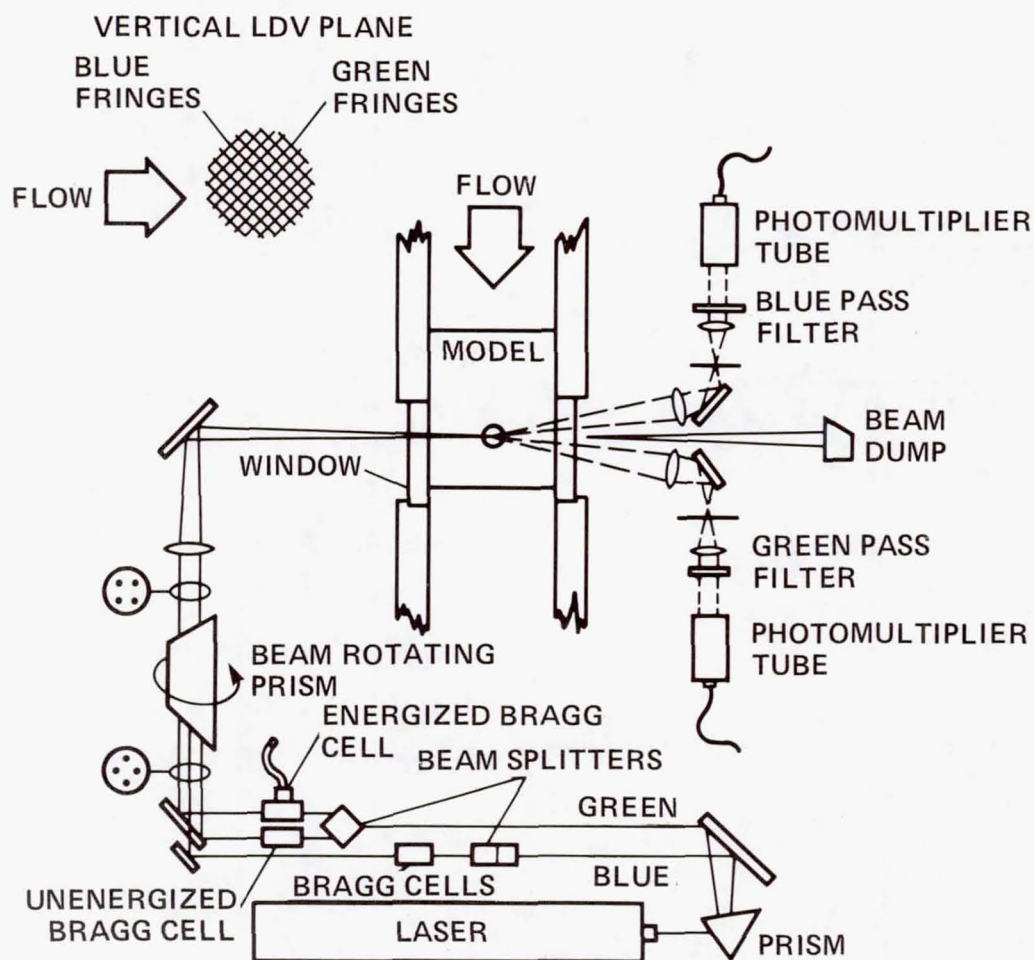 VERTICAL LDV PLANE
BLUE
FRINGES
GREEN
FRINGES
FLOW
FLOW
PHOTOMULTIPLIER
TUBE
BLUE PASS
FILTER
MODEL
BEAM
DUMP
WINDOW
GREEN PASS
FILTER
PHOTOMULTIPLIER
TUBE
BEAM ROTATING
PRISM
ENERGIZED BRAGG
CELL
BEAM SPLITTERS
GREEN
BLUE
BRAGG CELLS
UNENERGIZED
BRAGG CELL
LASER
PRISM